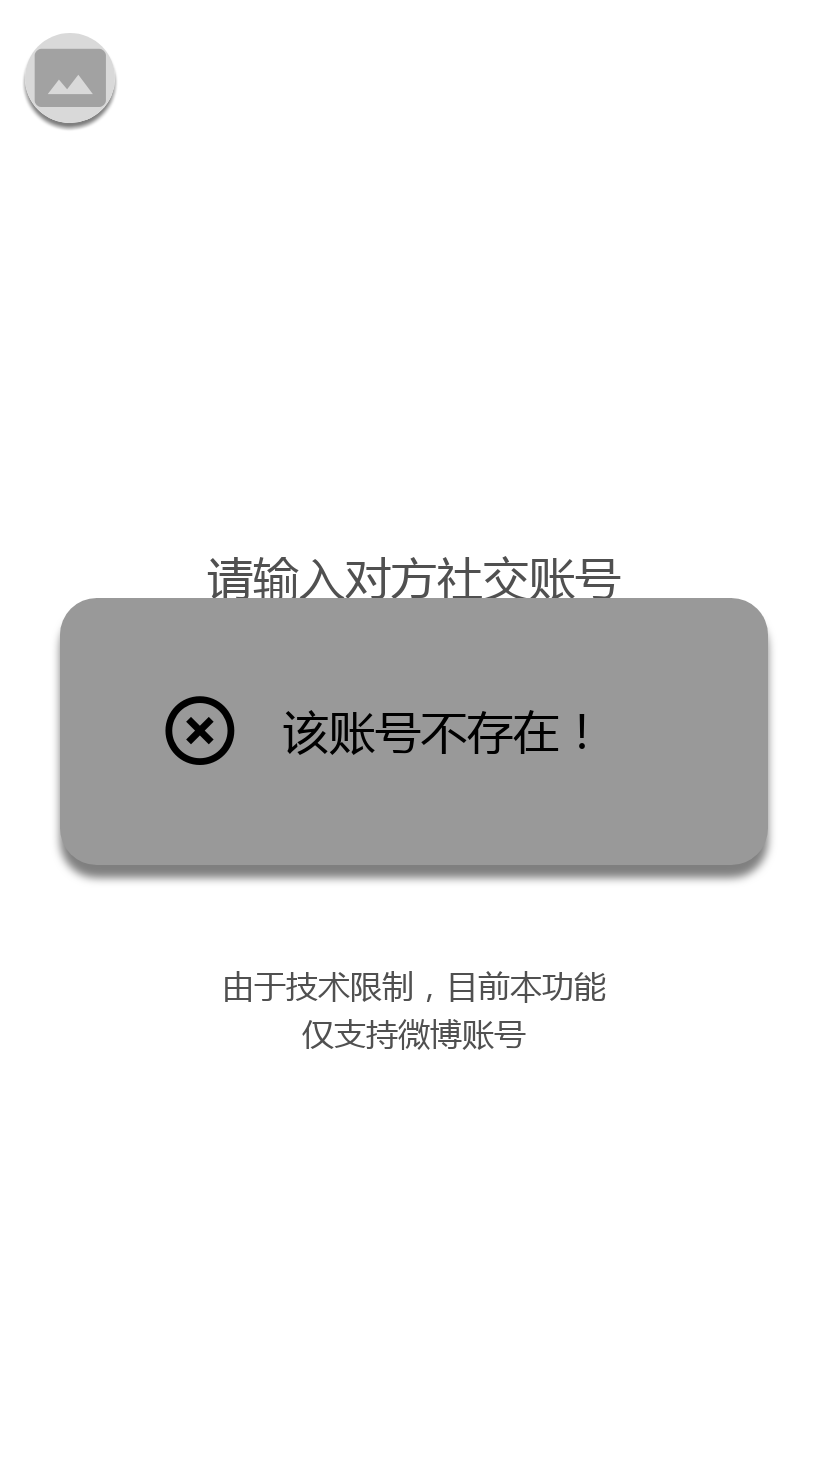 请输入对方社交账号
该账号不存在！
由于技术限制，目前本功能
仅支持微博账号